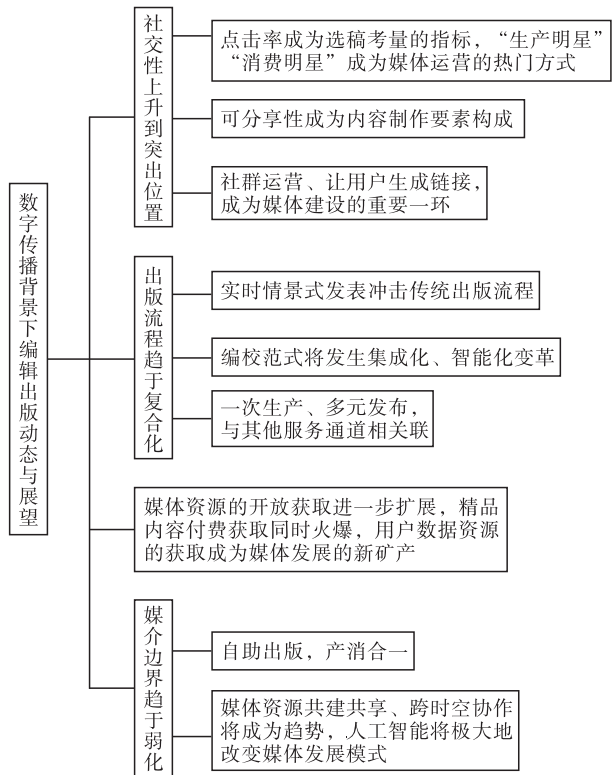 数字传播背景下编辑出版动态与展望
社交性上升到突出位置
点击率成为选稿考量的指标，“生产明星”
“消费明星”成为媒体运营的热门方式
可分享性成为内容制作要素构成
社群运营、让用户生成链接，
成为媒体建设的重要一环
出版流程趋于复合化
实时情景式发表冲击传统出版流程
编校范式将发生集成化、智能化变革
一次生产、多元发布，
与其他服务通道相关联
媒体资源的开放获取进一步扩展，精品
内容付费获取同时火爆，用户数据资源
的获取成为媒体发展的新矿产
媒介边界趋于弱化
自助出版，产消合一
媒体资源共建共享、跨时空协作
将成为趋势，人工智能将极大地
改变媒体发展模式